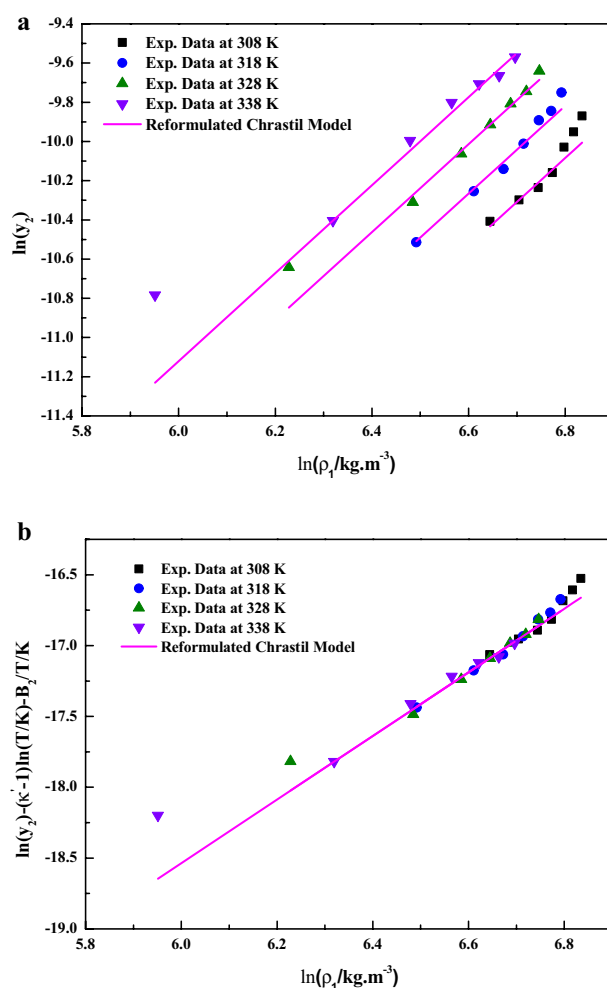 a
-9.4
Exp. Data at 308 K
Exp. Data at 318 K
Exp. Data at 328 K
Exp. Data at 338 K
Reformulated Chrastil Model
-9.6
-9.8
-10.0
-10.2
-10.4
-10.6
-10.8
-11.0
-11.2
-11.4
ln(y₂)
5.8 6.0 6.2 6.4 6.6 6.8
ln(ρ₁/kg.m⁻³)
b
Exp. Data at 308 K
Exp. Data at 318 K
Exp. Data at 328 K
Exp. Data at 338 K
Reformulated Chrastil Model
-16.5
-17.0
-17.5
-18.0
-18.5
-19.0
ln(y₂)-(κ'-1)ln(T/K)-B₂/T/K
5.8 6.0 6.2 6.4 6.6 6.8
ln(ρ₁/kg.m⁻³)